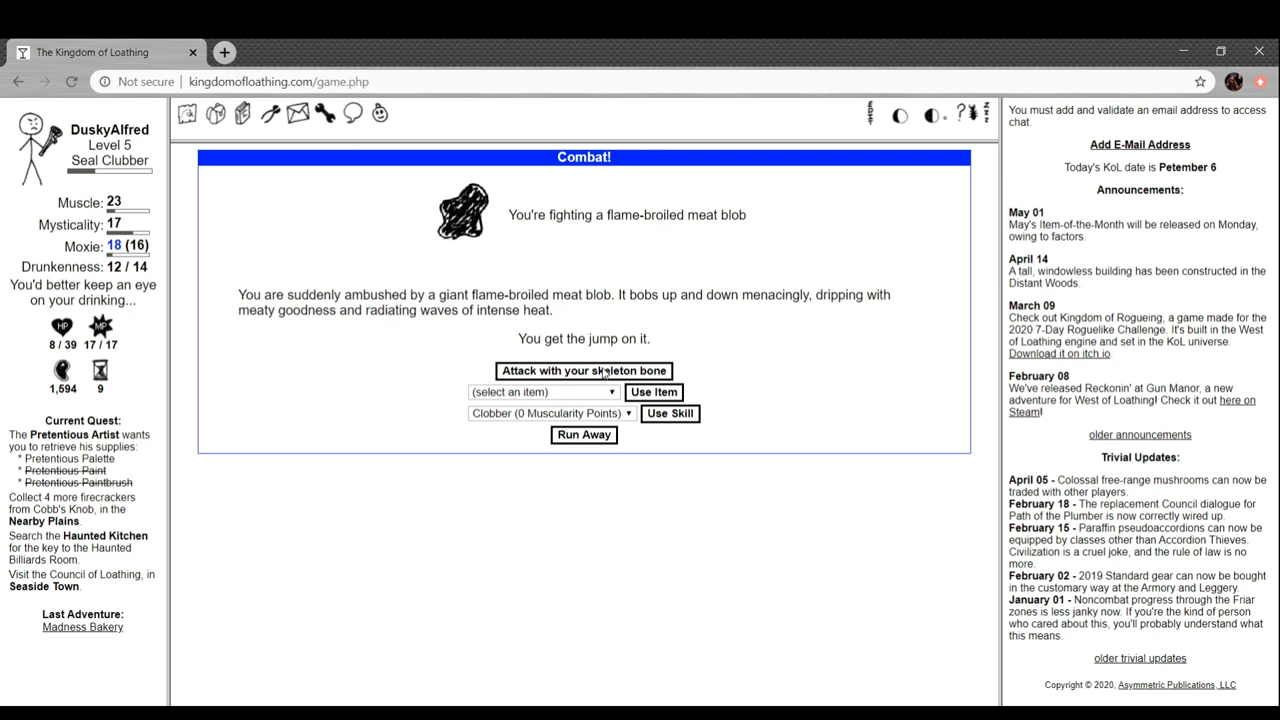 The Kingdom of Loathing
Not secure | kingdomofloathing.com/game.php
DuskyAlfred
Level 5
Seal Clubber
Muscle: 23
Mysticality: 17
Moxie: 18 (16)
Drunkenness: 12 / 14
You'd better keep an eye
on your drinking...
HP MP
8 / 39 17 / 17
1,594 9
Current Quest:
The Pretentious Artist wants
you to retrieve his supplies:
* Pretentious Palette
* Pretentious Paint
* Pretentious Paintbrush
Collect 4 more firecrackers
from Cobb's Knob, in the
Nearby Plains.
Search the Haunted Kitchen
for the key to the Haunted
Billiards Room.
Visit the Council of Loathing, in
Seaside Town.
Last Adventure:
Madness Bakery
Combat!
You're fighting a flame-broiled meat blob
You are suddenly ambushed by a giant flame-broiled meat blob. It bobs up and down menacingly, dripping with
meaty goodness and radiating waves of intense heat.
You get the jump on it.
Attack with your skeleton bone
(select an item) Use Item
Clobber (0 Muscularity Points) Use Skill
Run Away
You must add and validate an email address to access
chat.
Add E-Mail Address
Today's KoL date is Petember 6
Announcements:
May 01
May's Item-of-the-Month will be released on Monday,
owing to factors.
April 14
A tall, windowless building has been constructed in the
Distant Woods.
March 09
Check out Kingdom of Rogueing, a game made for the
2020 7-Day Roguelike Challenge. It's built in the West
of Loathing engine and set in the KoL universe.
Download it on itch.io.
February 08
We've released Reckonin' at Gun Manor, a new
adventure for West of Loathing! Check it out here on
Steam!
older announcements
Trivial Updates:
April 05 - Colossal free-range mushrooms can now be
traded with other players.
February 18 - The replacement Council dialogue for
Path of the Plumber is now correctly wired up.
February 15 - Paraffin pseudoaccordions can now be
equipped by classes other than Accordion Thieves.
Civilization is a cruel joke, and the rule of law is no
more.
February 02 - 2019 Standard gear can now be bought
in the customary way at the Armory and Leggery.
January 01 - Noncombat progress through the Friar
zones is less janky now. If you're the kind of person
who cared about this, you'll probably understand what
this means.
older trivial updates
Copyright © 2020, Asymmetric Publications, LLC